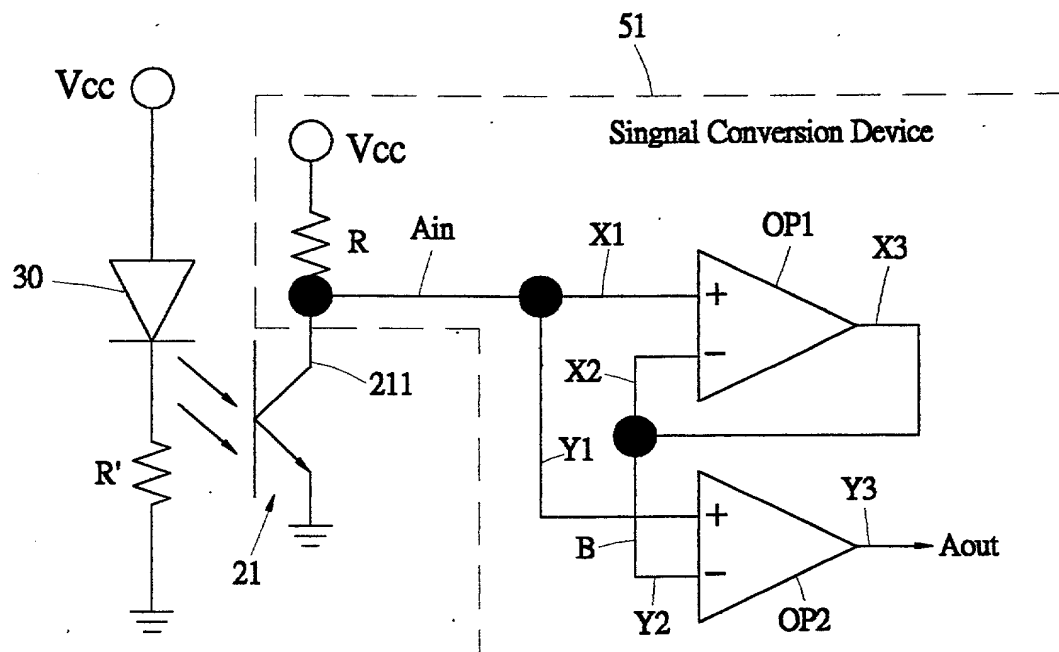 51
Vcc
Singnal Conversion Device
Vcc
R
Ain
X1
OP1
X3
30
+
−
X2
211
Y1
R'
Y3
+
B
−
Aout
21
Y2
OP2